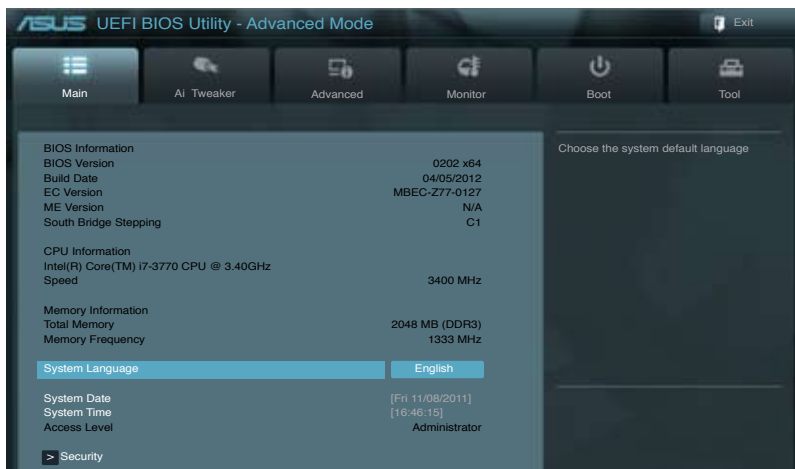 ASUS UEFI BIOS Utility - Advanced Mode Exit
Main Ai Tweaker Advanced Monitor Boot Tool
Choose the system default language
BIOS Information
BIOS Version 0202 x64
Build Date 04/05/2012
EC Version MBEC-Z77-0127
ME Version N/A
South Bridge Stepping C1
CPU Information
Intel(R) Core(TM) i7-3770 CPU @ 3.40GHz
Speed 3400 MHz
Memory Information
Total Memory 2048 MB (DDR3)
Memory Frequency 1333 MHz
System Language English
System Date [Fri 11/08/2011]
System Time [16:46:15]
Access Level Administrator
> Security